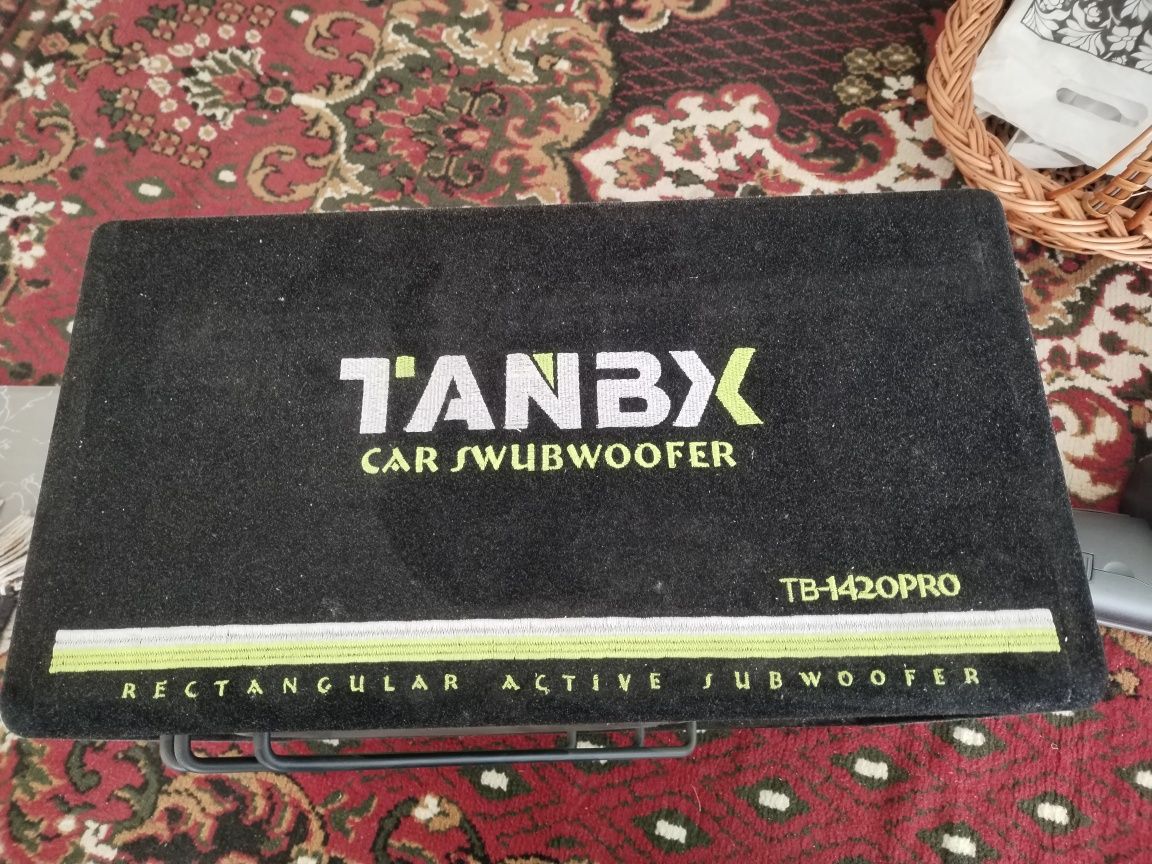 TANBX
CAR SWUBWOOFER
TB-1420PRO
RECTANGULAR ACTIVE SUBWOOFER